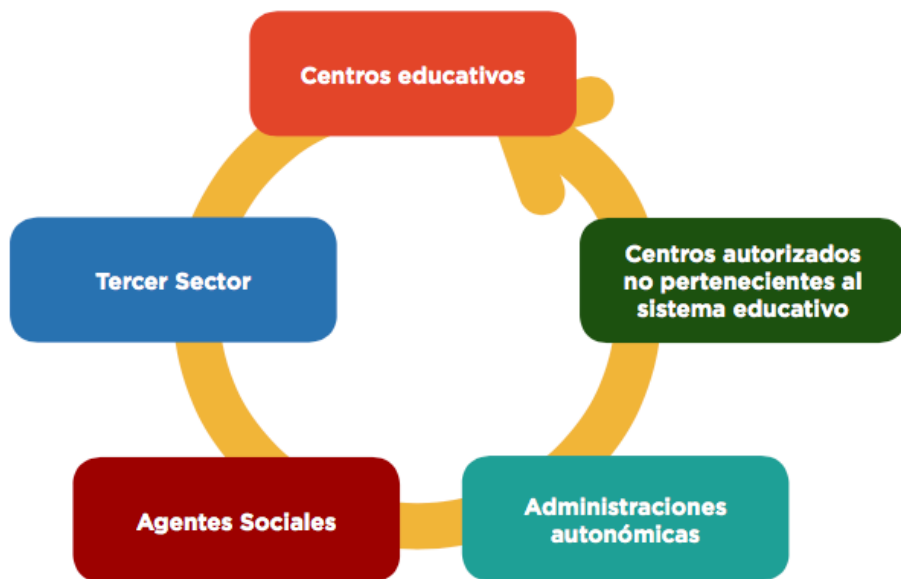 Centros educativos
Tercer Sector
Centros autorizados
no pertenecientes al
sistema educativo
Agentes Sociales
Administraciones
autonómicas